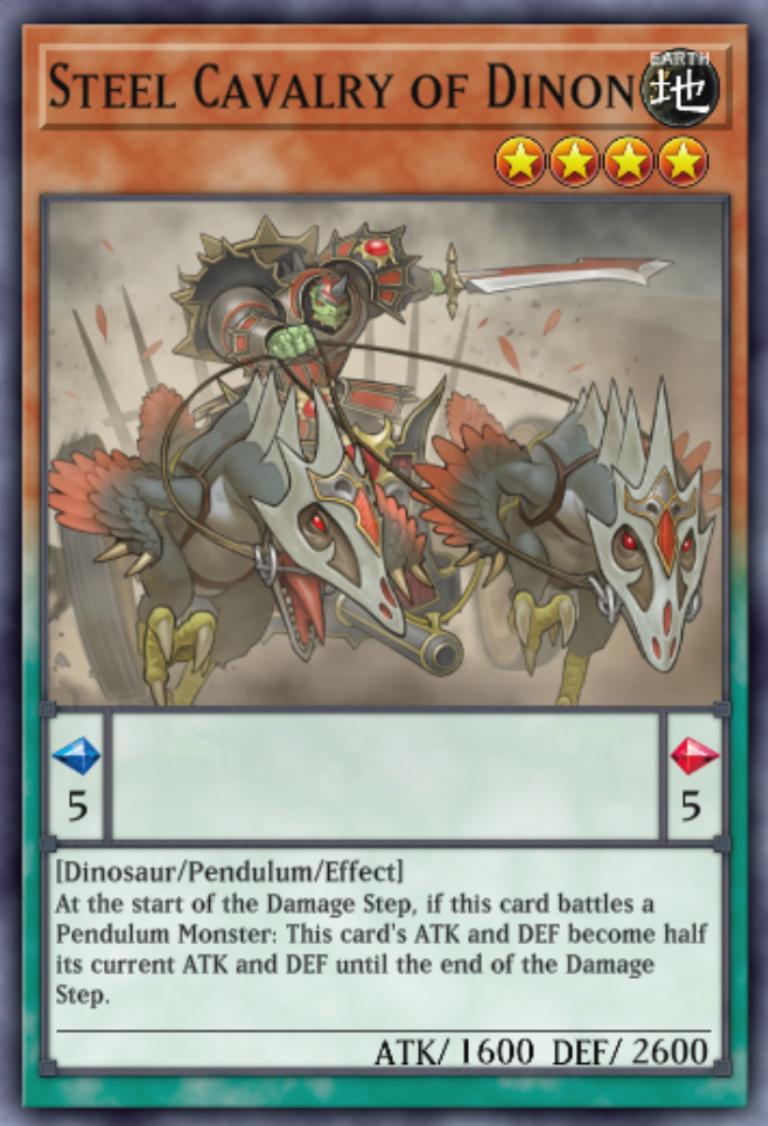 STEEL CAVALRY OF DINON
EARTH
地
5
5
[Dinosaur/Pendulum/Effect]
At the start of the Damage Step, if this card battles a
Pendulum Monster: This card's ATK and DEF become half
its current ATK and DEF until the end of the Damage
Step.
ATK/ 1600 DEF/ 2600